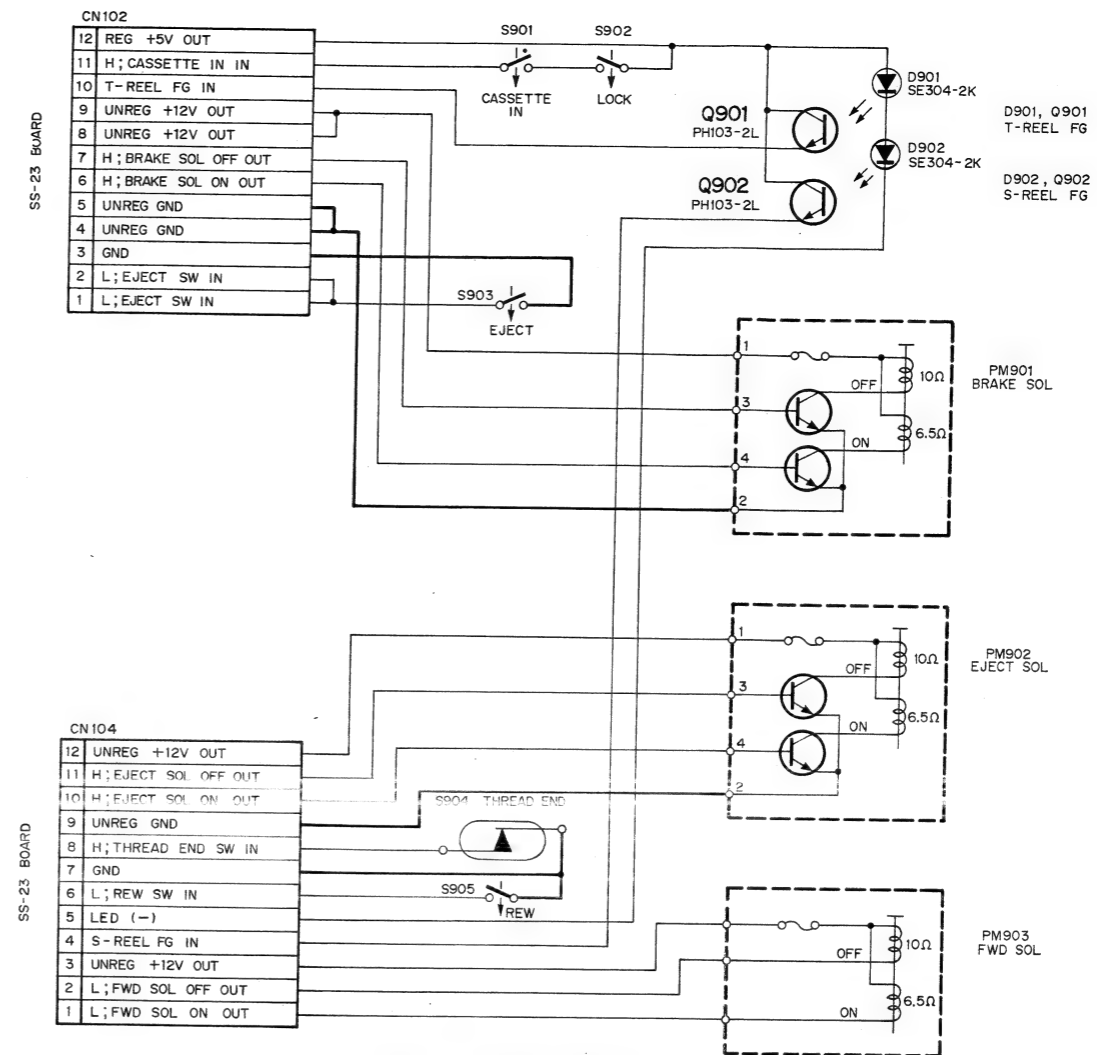 CN102
12 REG +5V OUT
11 H;CASSETTE IN IN
10 T-REEL FG IN
9 UNREG +12V OUT
8 UNREG +12V OUT
7 H;BRAKE SOL OFF OUT
6 H;BRAKE SOL ON OUT
5 UNREG GND
4 UNREG GND
3 GND
2 L;EJECT SW IN
1 L;EJECT SW IN
SS-23 BOARD
S901
CASSETTE
IN
S902
LOCK
Q901
PH103-2L
Q902
PH103-2L
D901
SE304-2K
D902
SE304-2K
D901, Q901
T-REEL FG
D902, Q902
S-REEL FG
S903
EJECT
1
3
4
2
OFF
ON
10Ω
6.5Ω
PM901
BRAKE SOL
1
3
4
2
OFF
ON
10Ω
6.5Ω
PM902
EJECT SOL
CN104
12 UNREG +12V OUT
11 H;EJECT SOL OFF OUT
10 H;EJECT SOL ON OUT
9 UNREG GND
8 H;THREAD END SW IN
7 GND
6 L;REW SW IN
5 LED (-)
4 S-REEL FG IN
3 UNREG +12V OUT
2 L;FWD SOL OFF OUT
1 L;FWD SOL ON OUT
SS-23 BOARD
S904 THREAD END
S905
REW
OFF
ON
10Ω
6.5Ω
PM903
FWD SOL